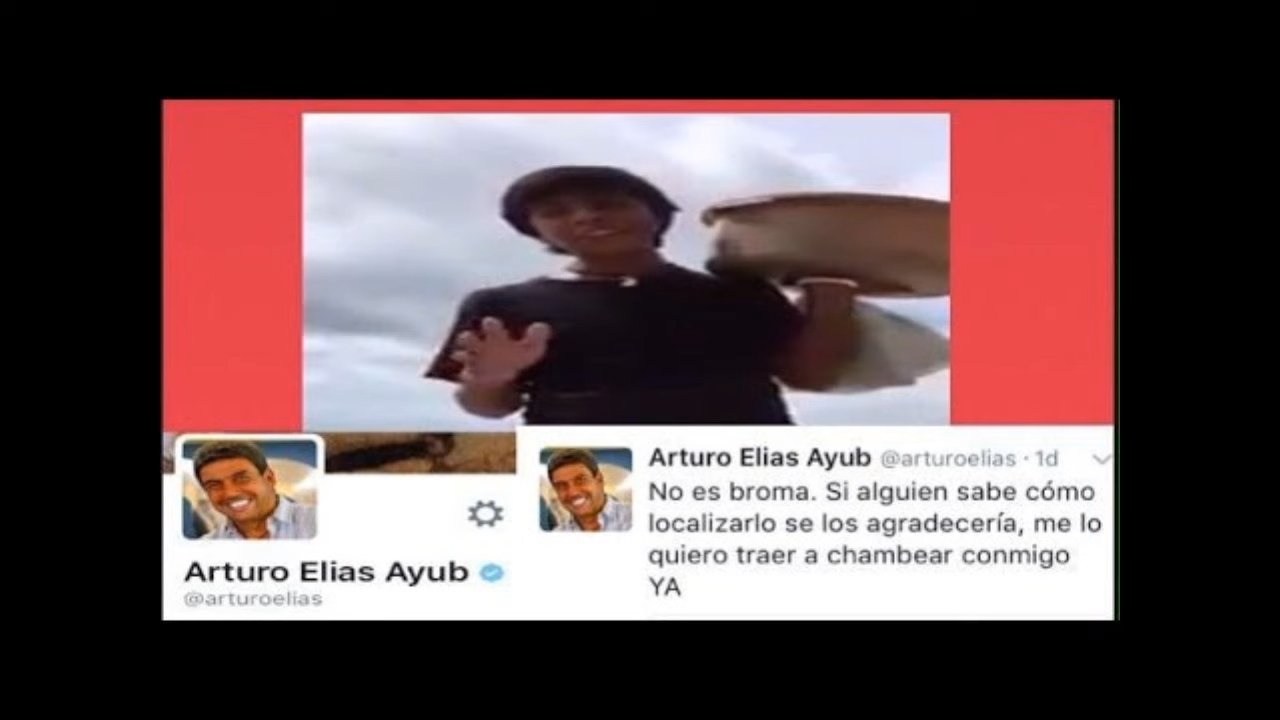 Arturo Elias Ayub
@arturoelias
Arturo Elias Ayub @arturoelias · 1d
No es broma. Si alguien sabe cómo
localizarlo se los agradecería, me lo
quiero traer a chambear conmigo
YA